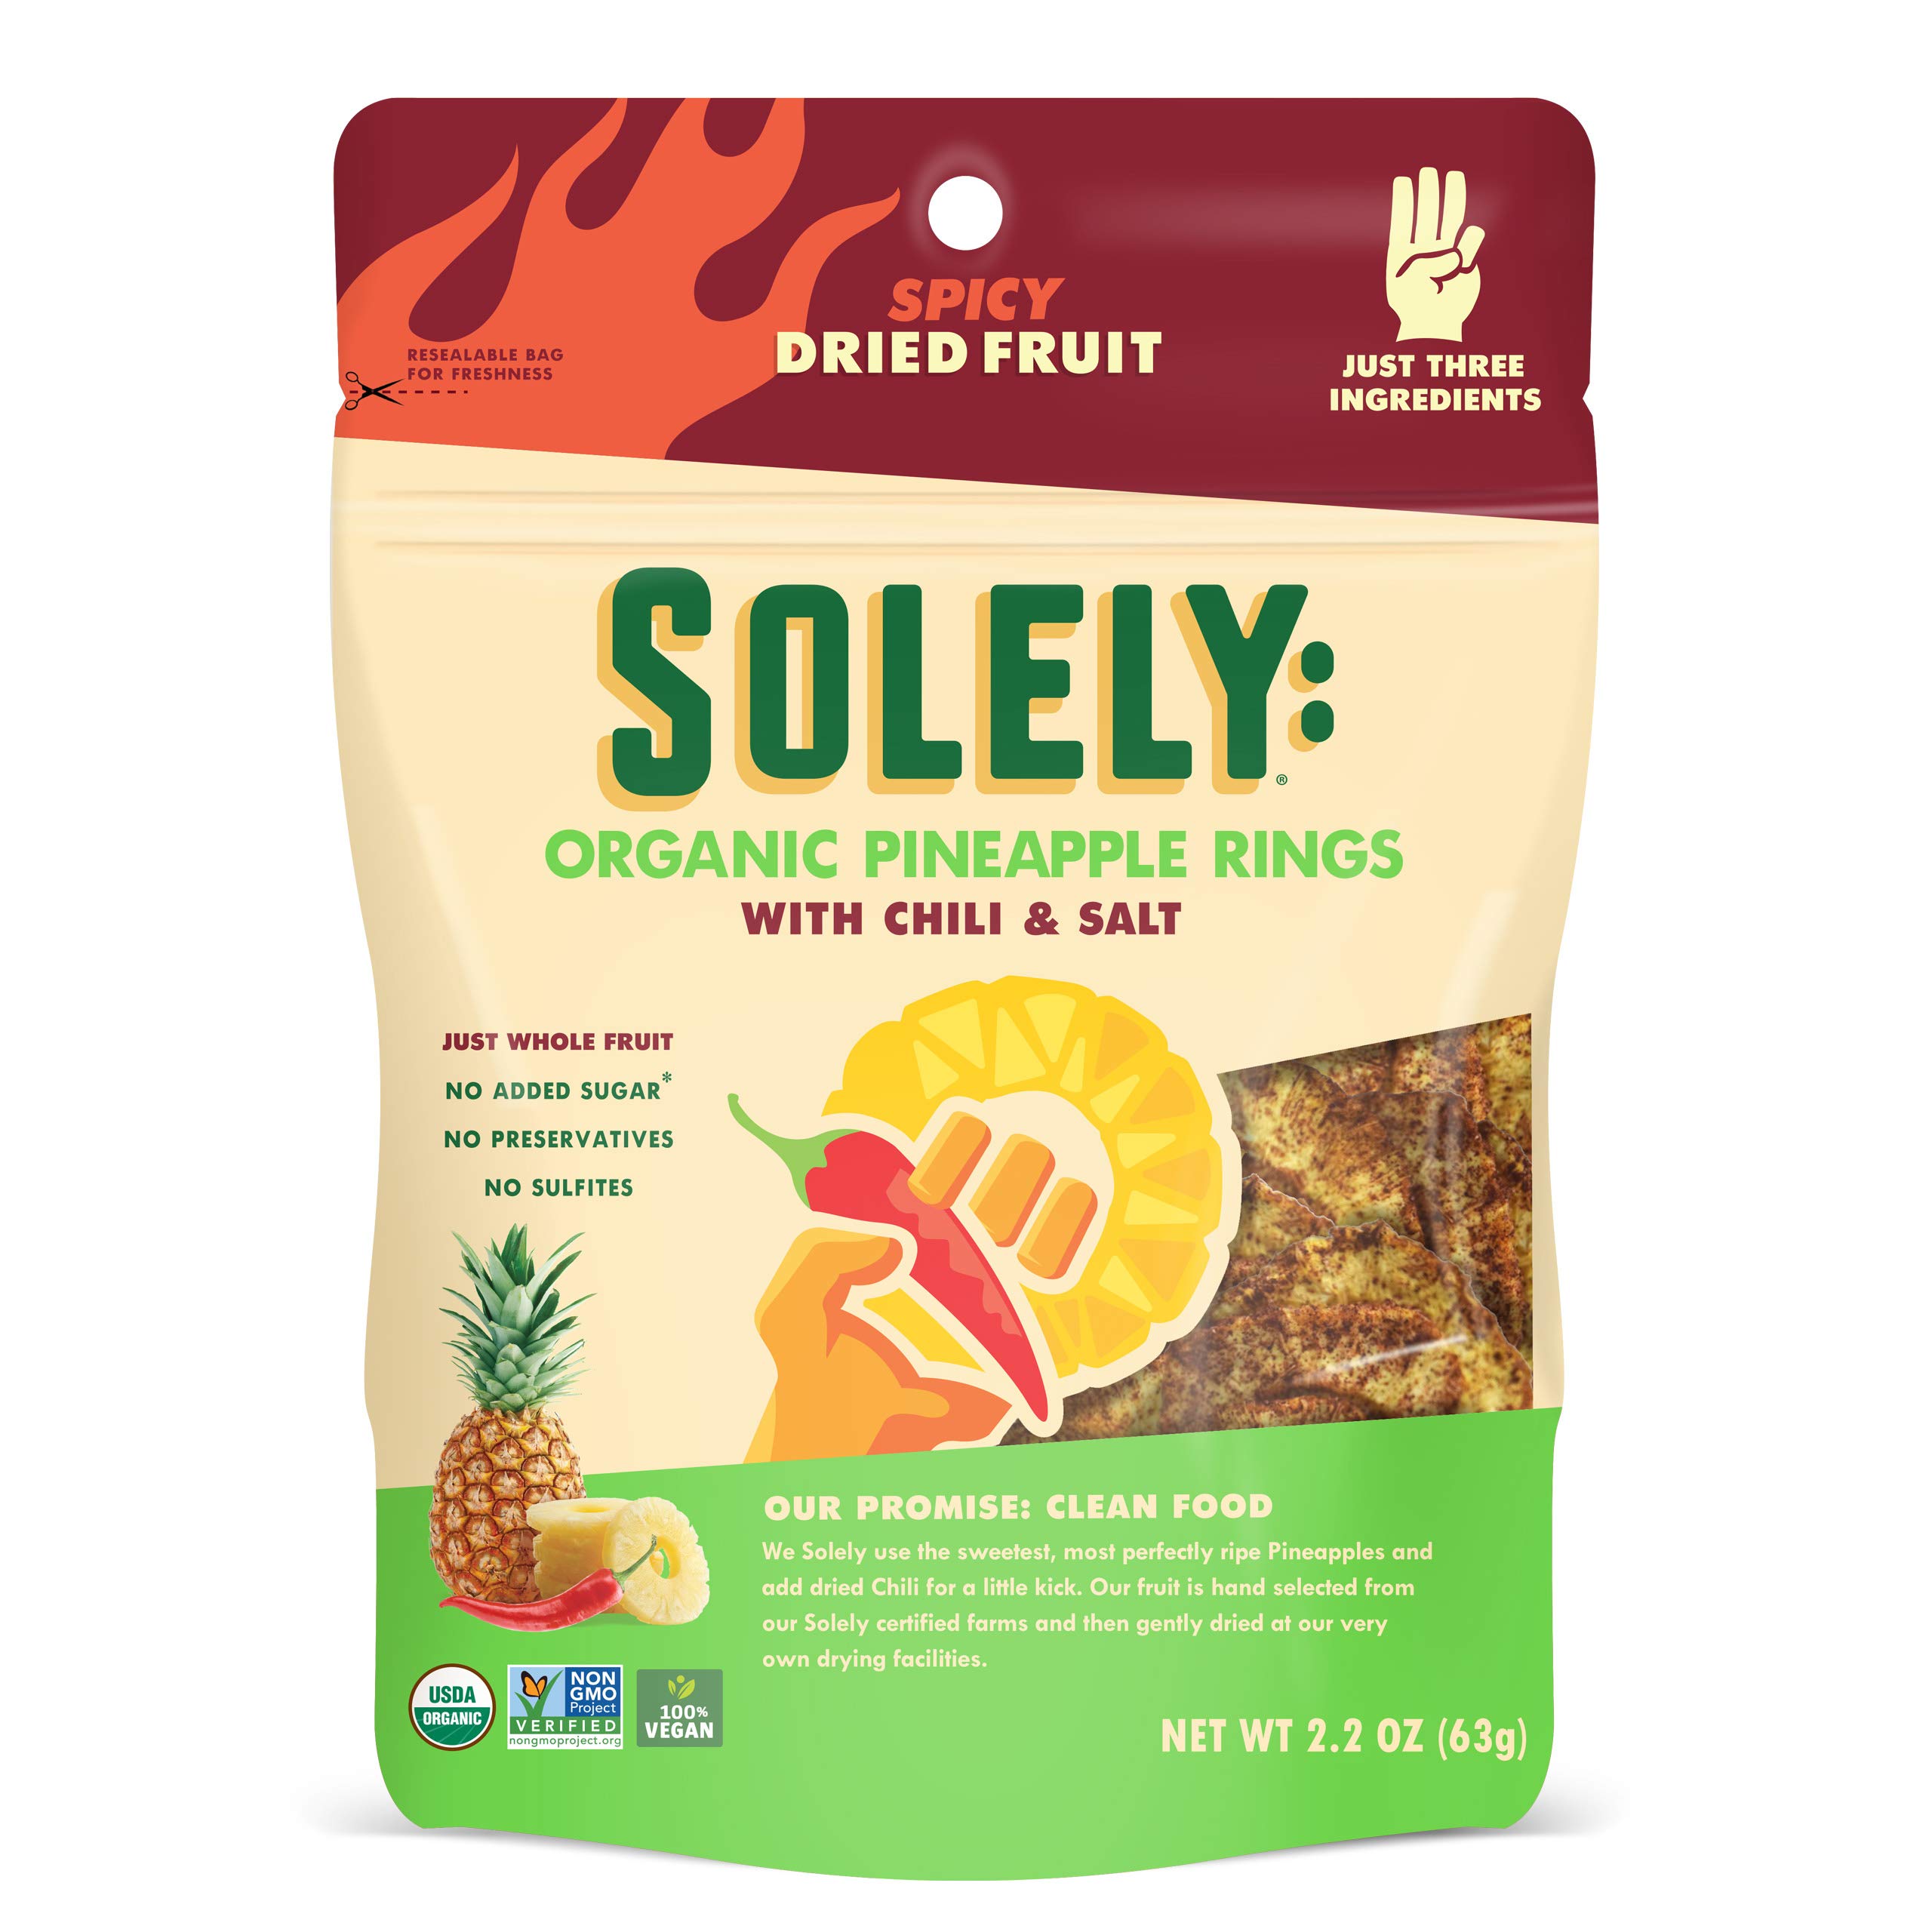 SPICY
DRIED FRUIT
RESEALABLE BAG
FOR FRESHNESS
JUST THREE
INGREDIENTS
SOLELY:®
ORGANIC PINEAPPLE RINGS
WITH CHILI & SALT
JUST WHOLE FRUIT
NO ADDED SUGAR*
NO PRESERVATIVES
NO SULFITES
OUR PROMISE: CLEAN FOOD
We Solely use the sweetest, most perfectly ripe Pineapples and
add dried Chili for a little kick. Our fruit is hand selected from
our Solely certified farms and then gently dried at our very
own drying facilities.
USDA
ORGANIC
NON
GMO
Project
VERIFIED
nongmoproject.org
100%
VEGAN
NET WT 2.2 OZ (63g)